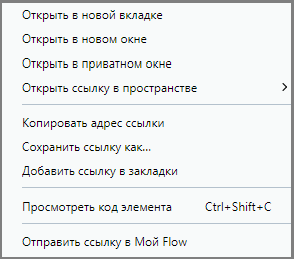 Открыть в новой вкладке
Открыть в новом окне
Открыть в приватном окне
Открыть ссылку в пространстве
Копировать адрес ссылки
Сохранить ссылку как...
Добавить ссылку в закладки
Просмотреть код элемента Ctrl+Shift+C
Отправить ссылку в Мой Flow